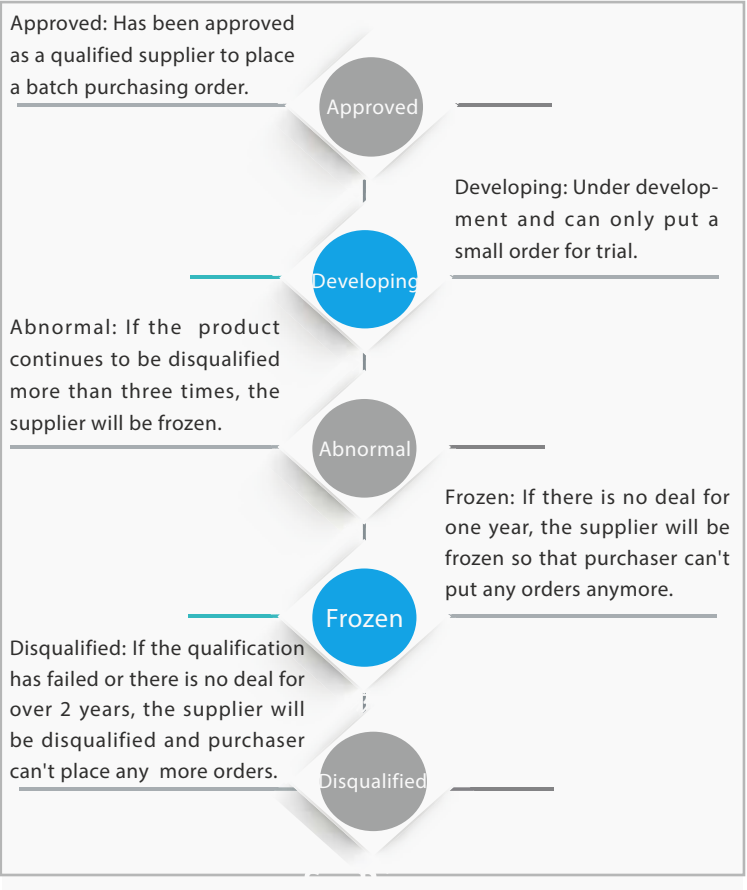 Approved: Has been approved
as a qualified supplier to place
a batch purchasing order.
Approved
Developing: Under develop-
ment and can only put a
small order for trial.
Developing
Abnormal: If the product
continues to be disqualified
more than three times, the
supplier will be frozen.
Abnormal
Frozen: If there is no deal for
one year, the supplier will be
frozen so that purchaser can't
put any orders anymore.
Frozen
Disqualified: If the qualification
has failed or there is no deal for
over 2 years, the supplier will
be disqualified and purchaser
can't place any more orders.
Disqualified